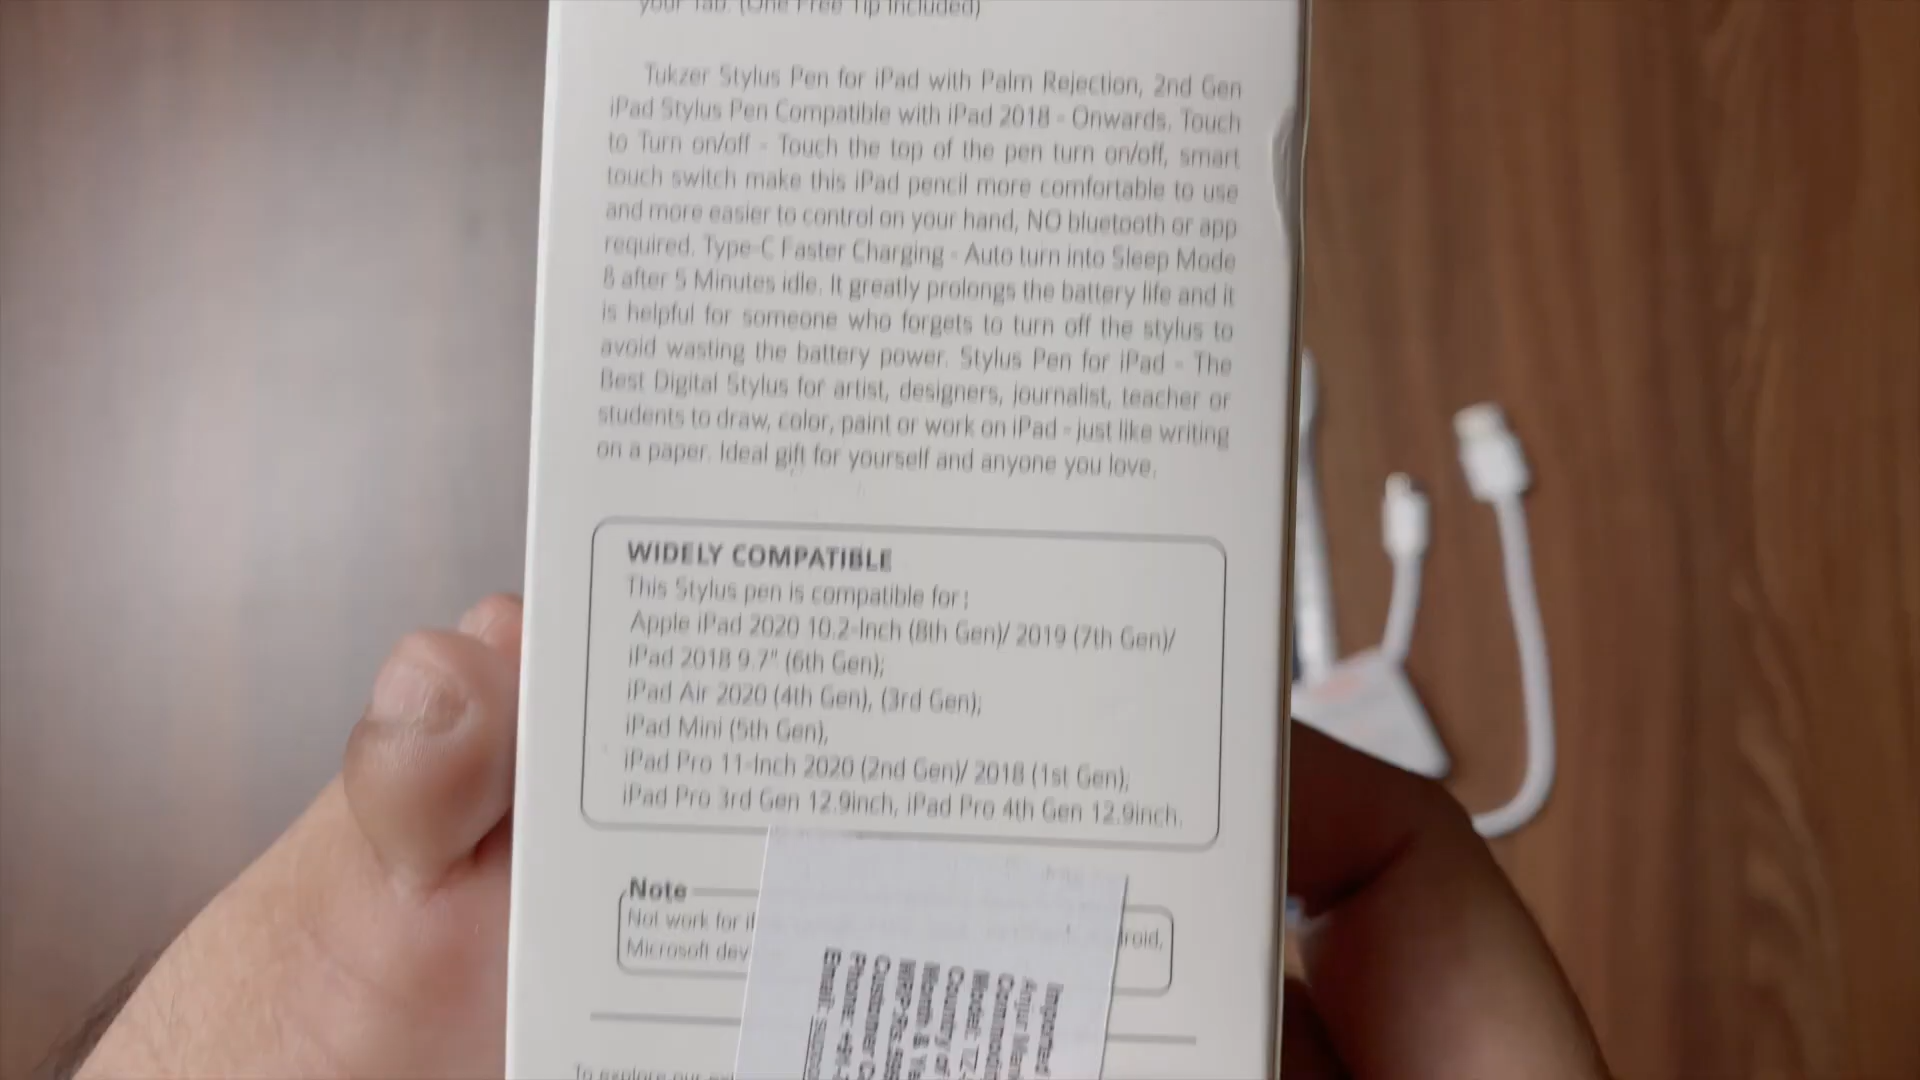 your Tab. (One Free Tip Included)
Tukzer Stylus Pen for iPad with Palm Rejection, 2nd Gen
iPad Stylus Pen Compatible with iPad 2018 - Onwards. Touch
to Turn on/off - Touch the top of the pen turn on/off, smart
touch switch make this iPad pencil more comfortable to use
and more easier to control on your hand, NO bluetooth or app
required. Type-C Faster Charging - Auto turn into Sleep Mode
& after 5 Minutes idle. It greatly prolongs the battery life and it
is helpful for someone who forgets to turn off the stylus to
avoid wasting the battery power. Stylus Pen for iPad - The
Best Digital Stylus for artist, designers, journalist, teacher or
students to draw, color, paint or work on iPad - just like writing
on a paper. Ideal gift for yourself and anyone you love.
WIDELY COMPATIBLE
This Stylus pen is compatible for ;
Apple iPad 2020 10.2-Inch (8th Gen)/ 2019 (7th Gen)/
iPad 2018 9.7" (6th Gen);
iPad Air 2020 (4th Gen), (3rd Gen);
iPad Mini (5th Gen),
iPad Pro 11-Inch 2020 (2nd Gen)/ 2018 (1st Gen);
iPad Pro 3rd Gen 12.9inch, iPad Pro 4th Gen 12.9inch.
Note
Not work for
Microsoft dev
Imported
Country of
Month &
Customer
Phone:
Email:
To explore our